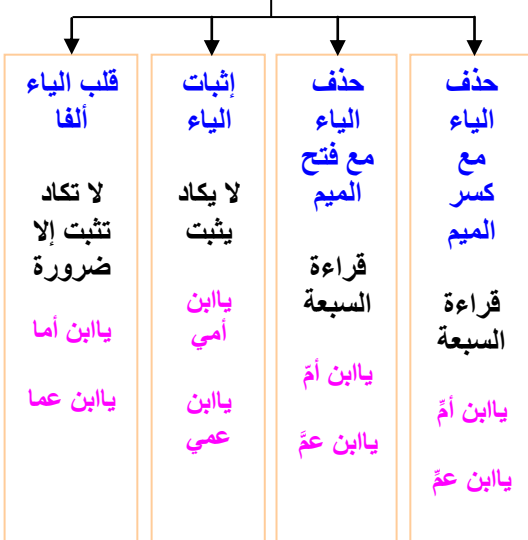 حذف
الياء
مع
كسر
الميم
قراءة
السبعة
ياابن أمِّ
ياابن عمِّ
حذف
الياء
مع فتح
الميم
قراءة
السبعة
ياابن أمّ
ياابن عمَّ
إثبات
الياء
لا يكاد
يثبت
ياابن
أمي
ياابن
عمي
قلب الياء
ألفا
لا تكاد
تثبت إلا
ضرورة
ياابن أما
ياابن عما